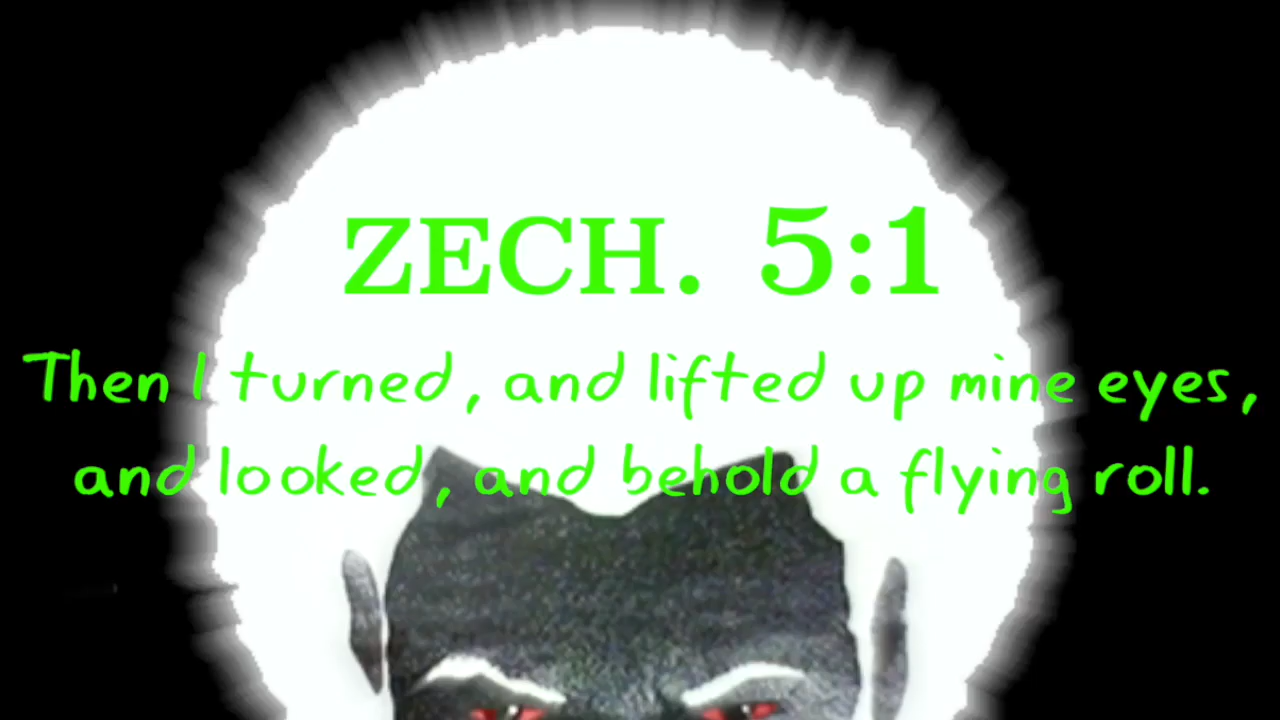 ZECH. 5:1
Then I turned, and lifted up mine eyes,
and looked, and behold a flying roll.